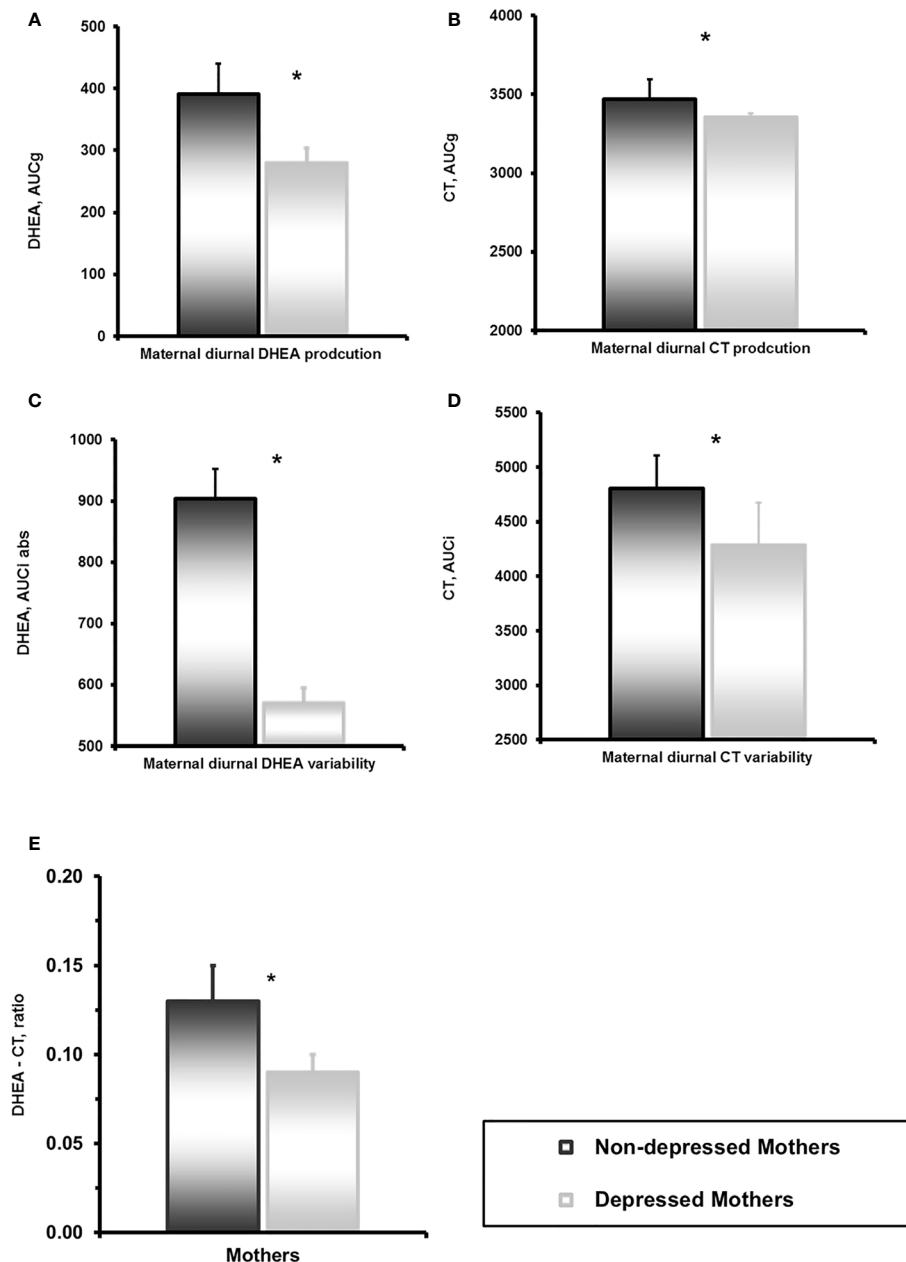 A
500
400
300
200
100
0
DHEA, AUCg
*
Maternal diurnal DHEA prodcution
B
4000
3500
3000
2500
2000
CT, AUCg
*
Maternal diurnal CT prodcution
C
1000
900
800
700
600
500
DHEA, AUCi abs
*
Maternal diurnal DHEA variability
D
5500
5000
4500
4000
3500
3000
2500
CT, AUCi
*
Maternal diurnal CT variability
E
0.20
0.15
0.10
0.05
0.00
DHEA - CT, ratio
*
Mothers
Non-depressed Mothers
Depressed Mothers